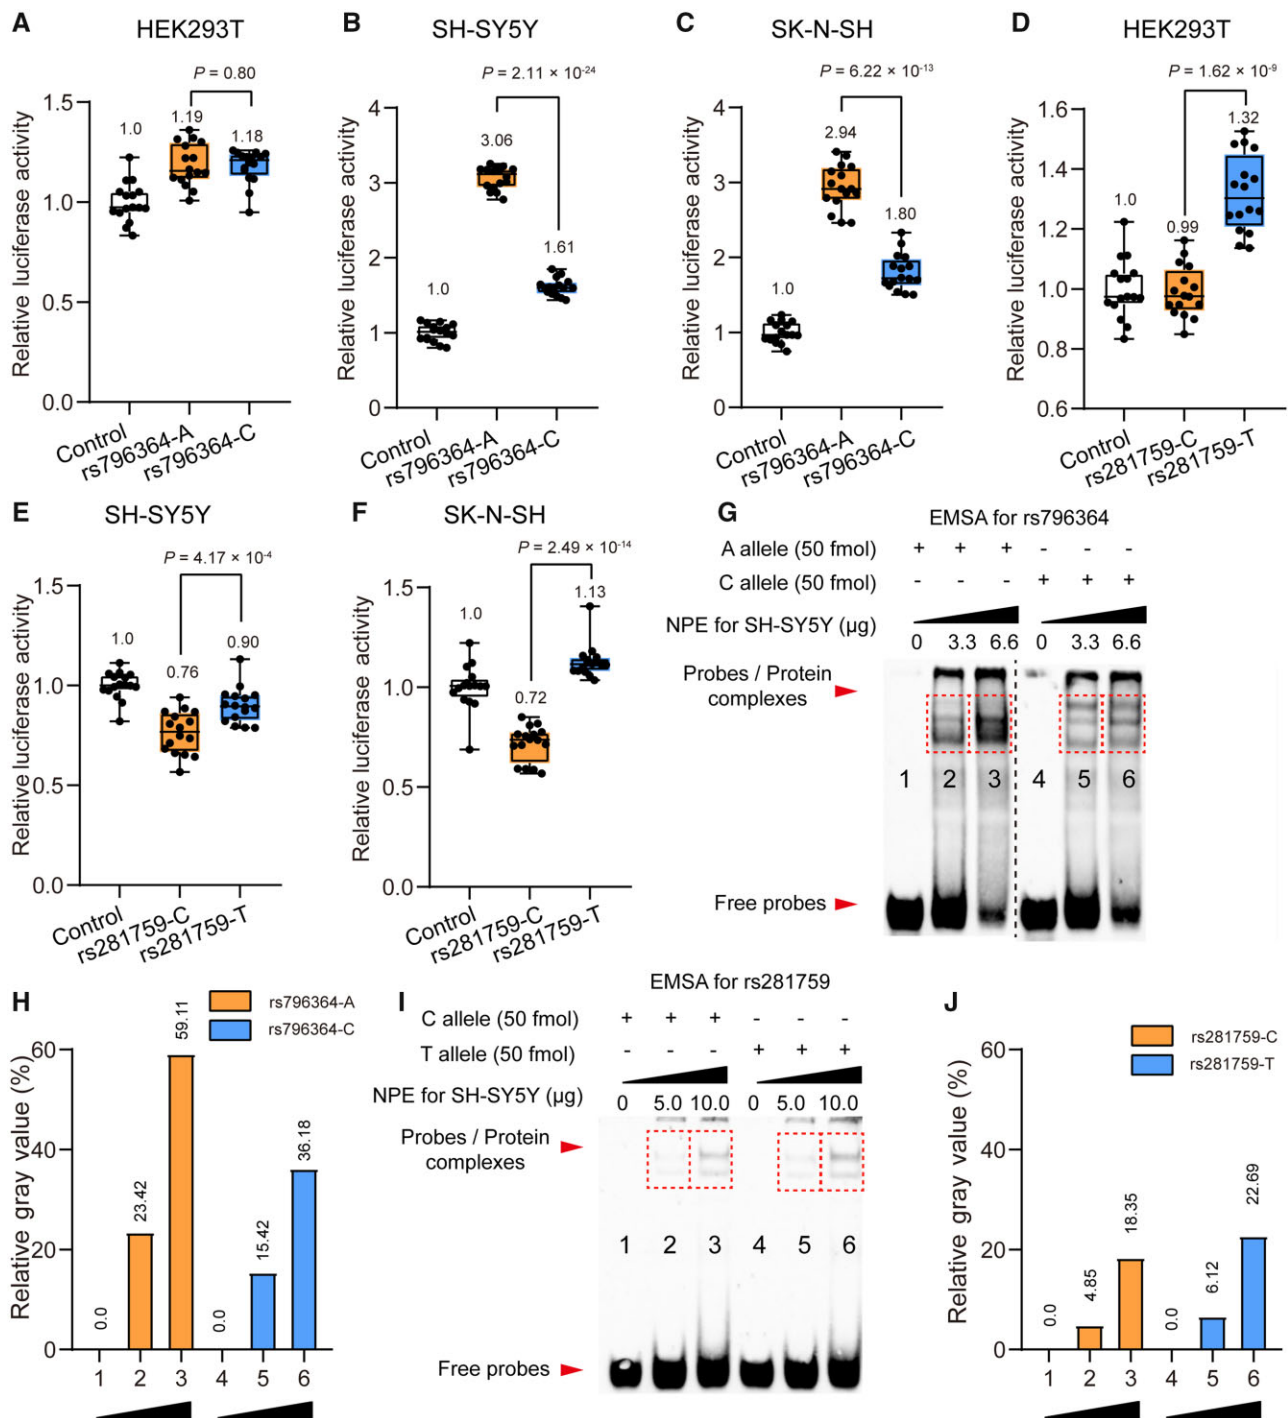 A HEK293T
P = 0.80
1.5
1.0
0.5
0.0
Relative luciferase activity
1.0
1.19
1.18
Control
rs796364-A
rs796364-C
B SH-SY5Y
P = 2.11 × 10-24
4
3
2
1
0
Relative luciferase activity
1.0
3.06
1.61
Control
rs796364-A
rs796364-C
C SK-N-SH
P = 6.22 × 10-13
4
3
2
1
0
Relative luciferase activity
1.0
2.94
1.80
Control
rs796364-A
rs796364-C
D HEK293T
P = 1.62 × 10-9
1.6
1.4
1.2
1.0
0.8
0.6
Relative luciferase activity
1.0
0.99
1.32
Control
rs281759-C
rs281759-T
E SH-SY5Y
P = 4.17 × 10-4
1.5
1.0
0.5
0.0
Relative luciferase activity
1.0
0.76
0.90
Control
rs281759-C
rs281759-T
F SK-N-SH
P = 2.49 × 10-14
1.5
1.0
0.5
0.0
Relative luciferase activity
1.0
0.72
1.13
Control
rs281759-C
rs281759-T
G EMSA for rs796364
A allele (50 fmol) + + + - - -
C allele (50 fmol) - - - + + +
NPE for SH-SY5Y (µg) 0 3.3 6.6 0 3.3 6.6
Probes / Protein
complexes
1 2 3 4 5 6
Free probes
H
rs796364-A
rs796364-C
60
40
20
0
Relative gray value (%)
0.0
23.42
59.11
0.0
15.42
36.18
1 2 3 4 5 6
I EMSA for rs281759
C allele (50 fmol) + + + - - -
T allele (50 fmol) - - - + + +
NPE for SH-SY5Y (µg) 0 5.0 10.0 0 5.0 10.0
Probes / Protein
complexes
1 2 3 4 5 6
Free probes
J
rs281759-C
rs281759-T
60
40
20
0
Relative gray value (%)
0.0
4.85
18.35
0.0
6.12
22.69
1 2 3 4 5 6